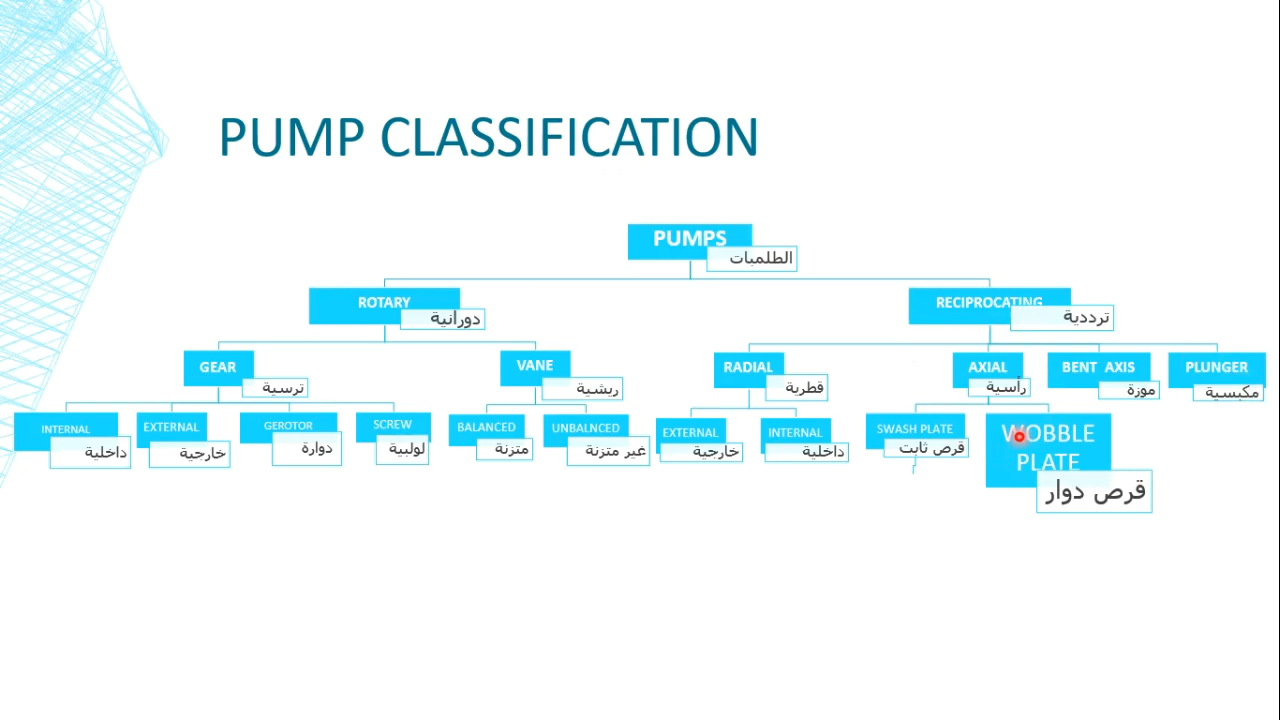 PUMP CLASSIFICATION
PUMPS
الطلمبات
ROTARY
دورانية
RECIPROCATING
ترددية
GEAR
ترسية
VANE
ريشية
RADIAL
قطرية
AXIAL
رأسية
BENT AXIS
موزة
PLUNGER
مكبسية
INTERNAL
داخلية
EXTERNAL
خارجية
GEROTOR
دوارة
SCREW
لولبية
BALANCED
متزنة
UNBALNCED
غير متزنة
EXTERNAL
خارجية
INTERNAL
داخلية
SWASH PLATE
قرص ثابت
WOBBLE
PLATE
قرص دوار